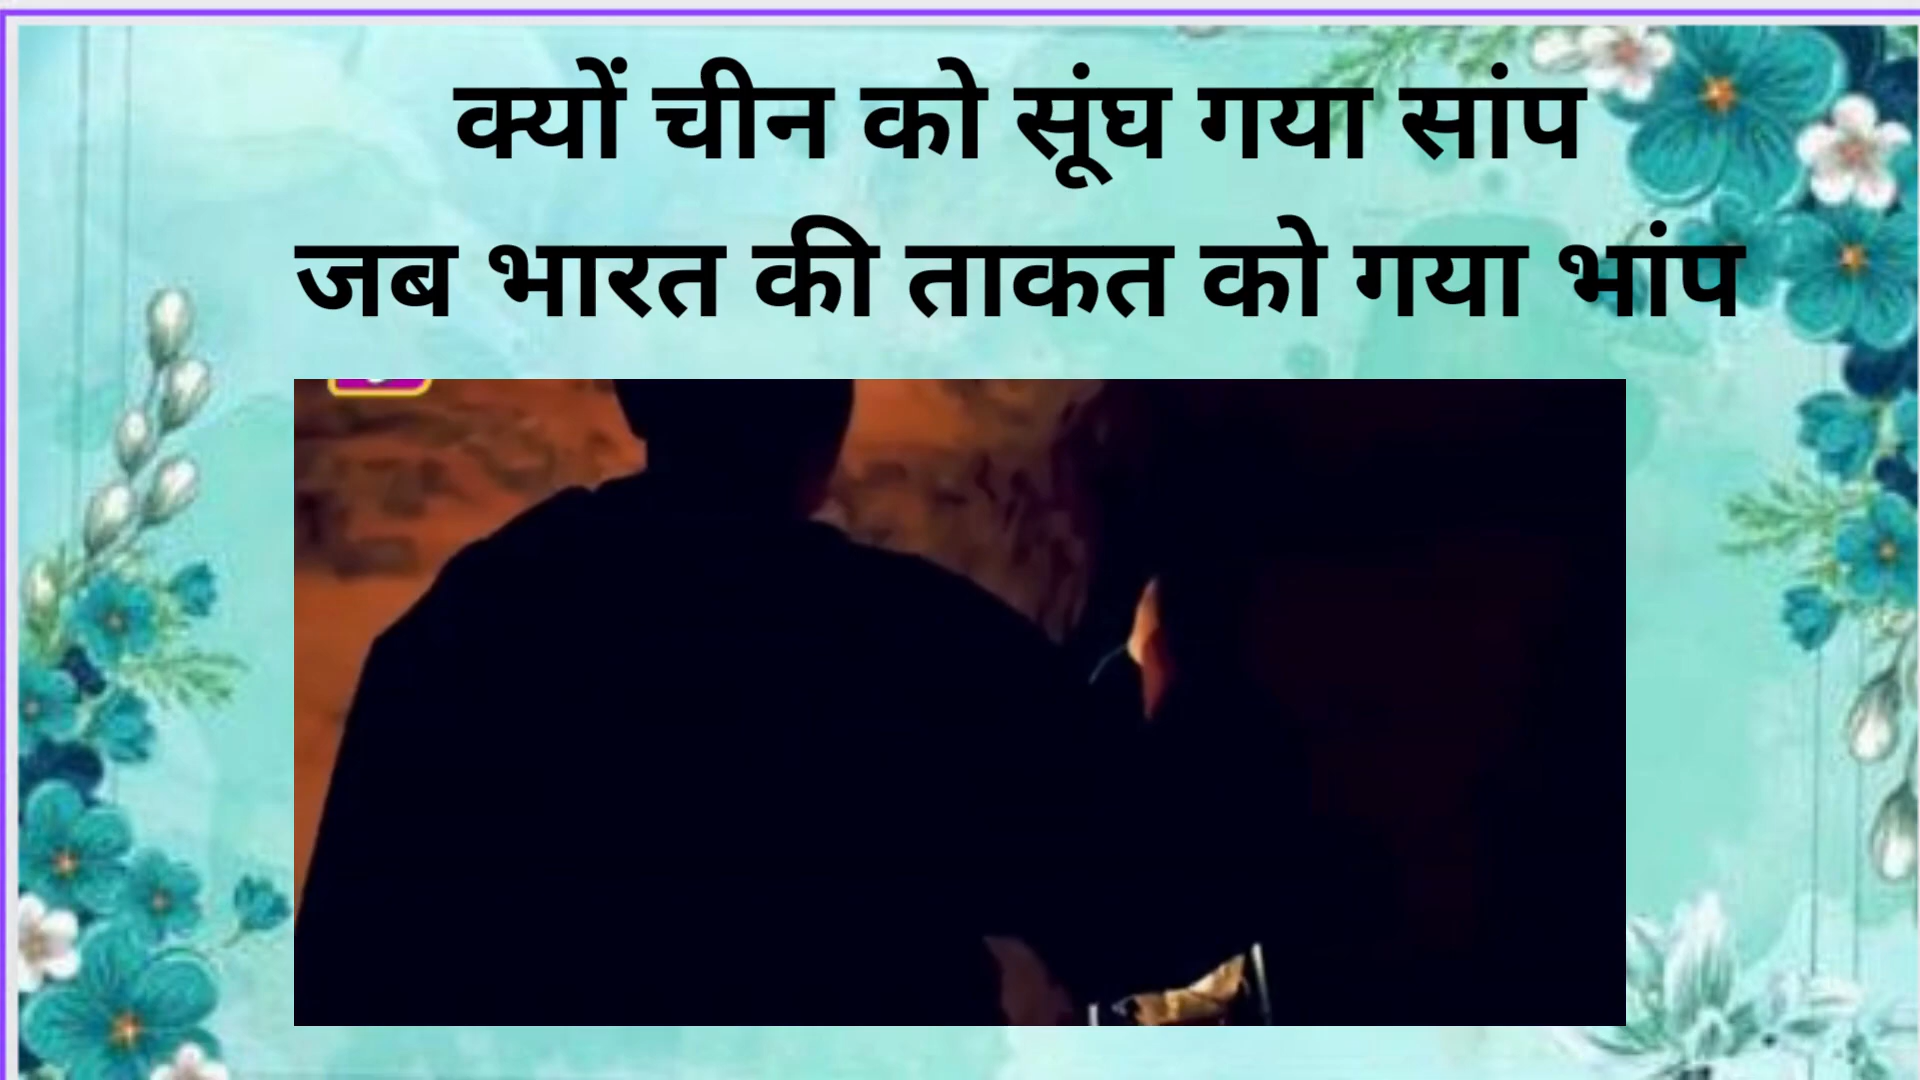 क्यों चीन को सूंघ गया सांप
जब भारत की ताकत को गया भांप